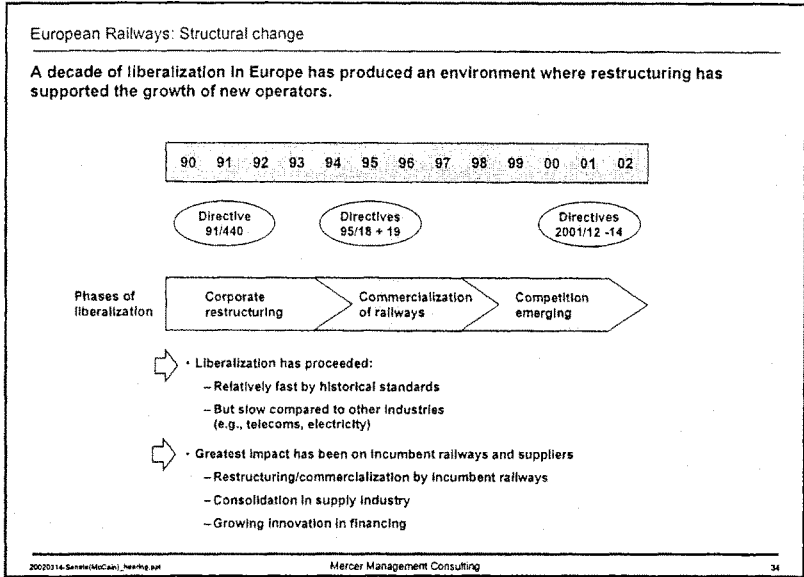 European Railways: Structural change
A decade of liberalization in Europe has produced an environment where restructuring has
supported the growth of new operators.
90 91 92 93 94 95 96 97 98 99 00 01 02
Directive
91/440
Directives
95/18 + 19
Directives
2001/12 -14
Phases of
liberalization
Corporate
restructuring
Commercialization
of railways
Competition
emerging
• Liberalization has proceeded:
– Relatively fast by historical standards
– But slow compared to other industries
(e.g., telecoms, electricity)
• Greatest impact has been on incumbent railways and suppliers
– Restructuring/commercialization by incumbent railways
– Consolidation in supply industry
– Growing innovation in financing
20020314-Senate(McCain)_hearing.ppt
Mercer Management Consulting
34